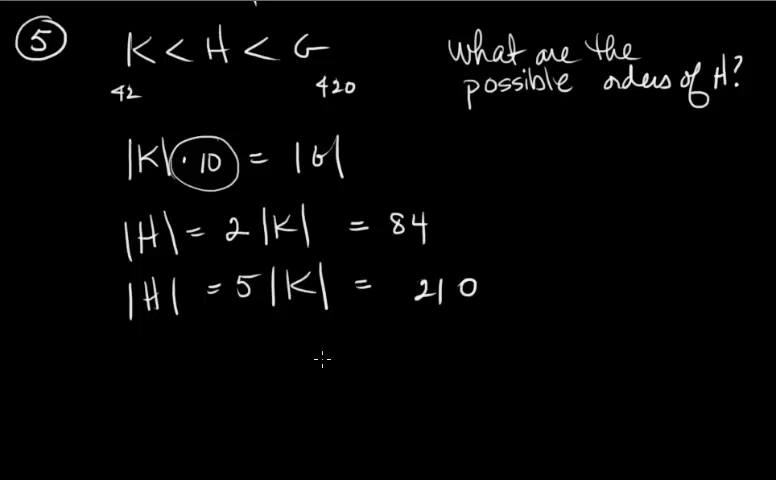 ⑤ K < H < G
42 420
What are the
possible orders of H?
|K| · 10 = |G|
|H| = 2 |K| = 84
|H| = 5 |K| = 210